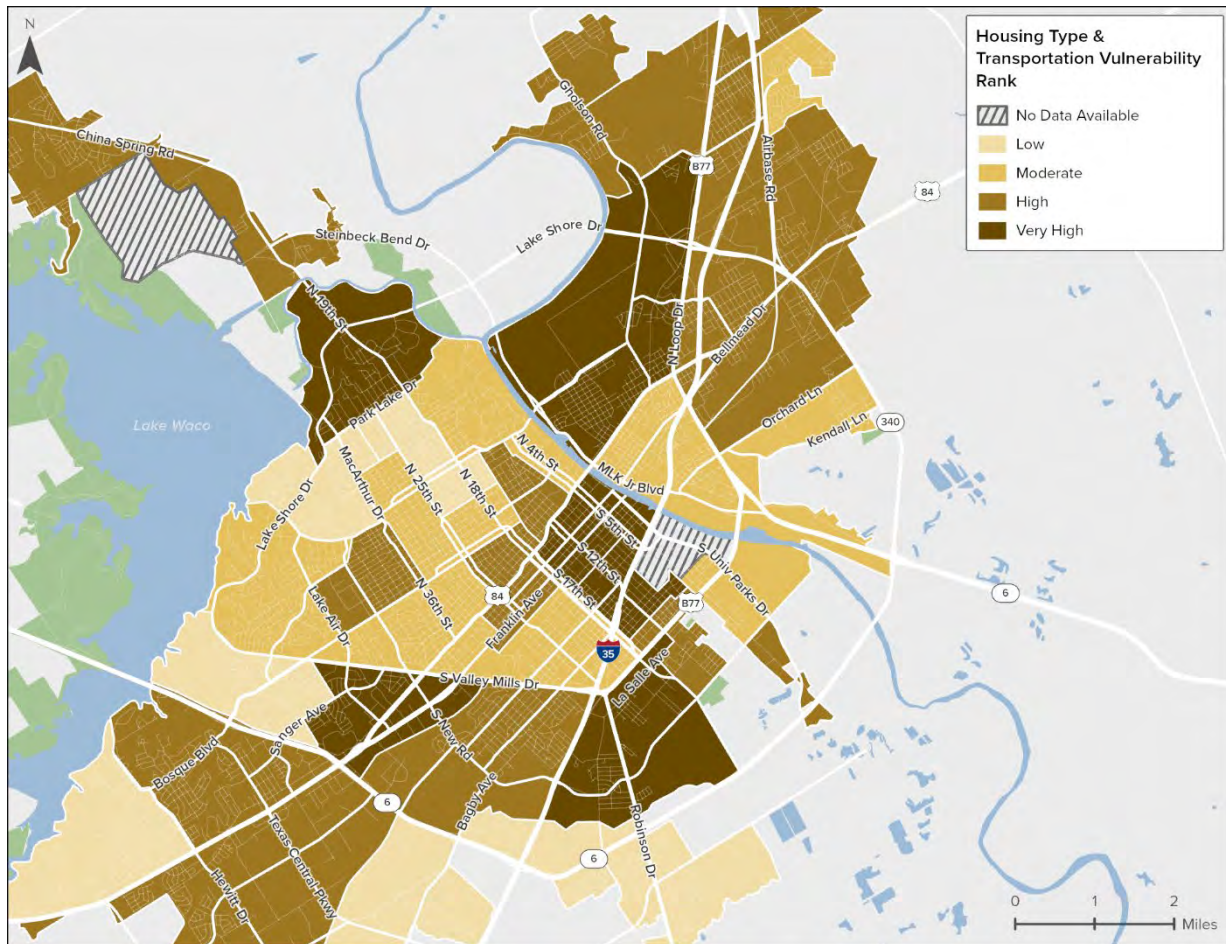 N
Housing Type &
Transportation Vulnerability
Rank
No Data Available
Low
Moderate
High
Very High
China Spring Rd
Gholson Rd
Airbase Rd
B77
84
Steinbeck Bend Dr
Lake Shore Dr
N 19th St
N Loop Dr
Bellmead Dr
Park Lake Dr
Orchard Ln
Kendall Ln
340
Lake Waco
MacArthur Dr
N 25th St
N 18th St
N 4th St
MLK Jr Blvd
Lake Shore Dr
S 5th St
S 12th St
S 17th St
S Univ Parks Dr
Lake Air Dr
N 36th St
84
Franklin Ave
B77
6
35
La Salle Ave
S Valley Mills Dr
Sanger Ave
S New Rd
Bosque Blvd
6
Bagby Ave
Robinson Dr
6
Texas Central Pkwy
Hewitt Dr
0 1 2
Miles